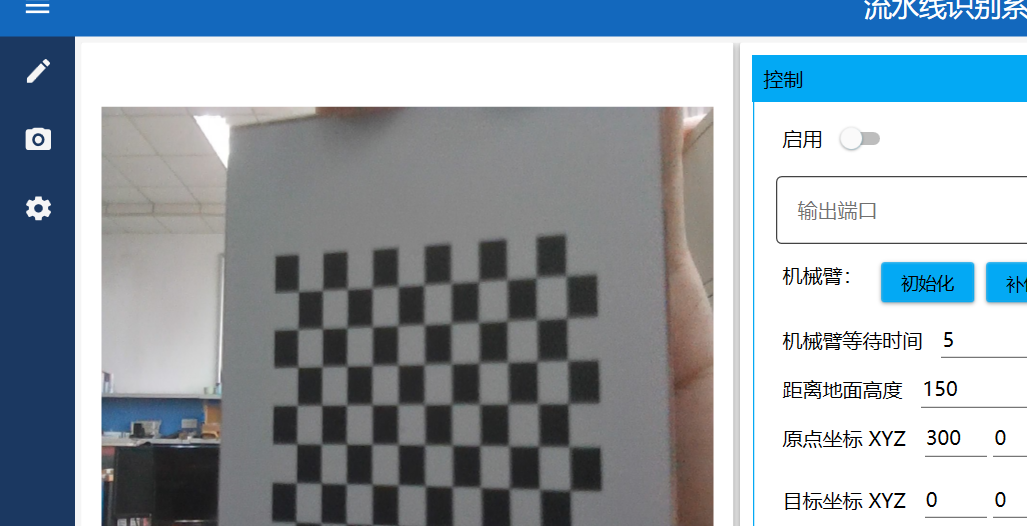 流水线识别系
控制
启用
输出端口
机械臂：
初始化
机械臂等待时间 5
距离地面高度 150
原点坐标 XYZ 300 0
目标坐标 XYZ 0 0